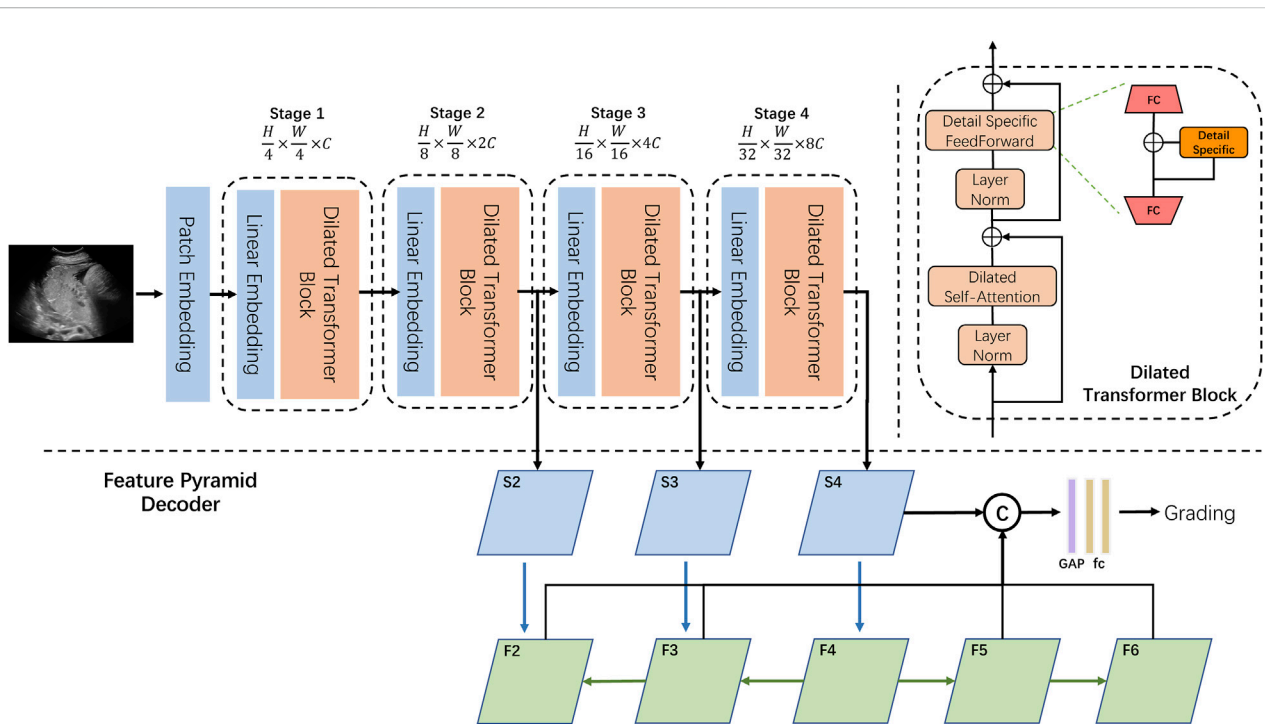 Stage 1
H/4 × W/4 ×C
Stage 2
H/8 × W/8 ×2C
Stage 3
H/16 × W/16 ×4C
Stage 4
H/32 × W/32 ×8C
Patch Embedding
Linear Embedding
Dilated Transformer
Block
Linear Embedding
Dilated Transformer
Block
Linear Embedding
Dilated Transformer
Block
Linear Embedding
Dilated Transformer
Block
Detail Specific
FeedForward
Layer
Norm
Dilated
Self-Attention
Layer
Norm
FC
Detail
Specific
FC
Dilated
Transformer Block
Feature Pyramid
Decoder
S2
S3
S4
C
GAP fc
Grading
F2
F3
F4
F5
F6